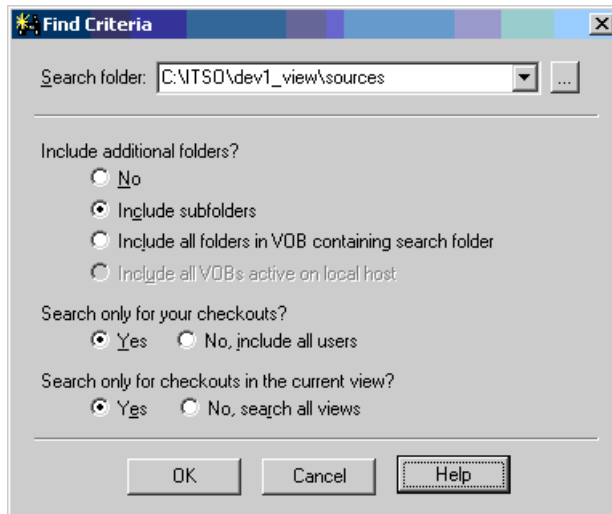 Find Criteria
Search folder: C:\ITSO\dev1_view\sources ...
Include additional folders?
No
Include subfolders
Include all folders in VOB containing search folder
Include all VOBs active on local host
Search only for your checkouts?
Yes No, include all users
Search only for checkouts in the current view?
Yes No, search all views
OK Cancel Help